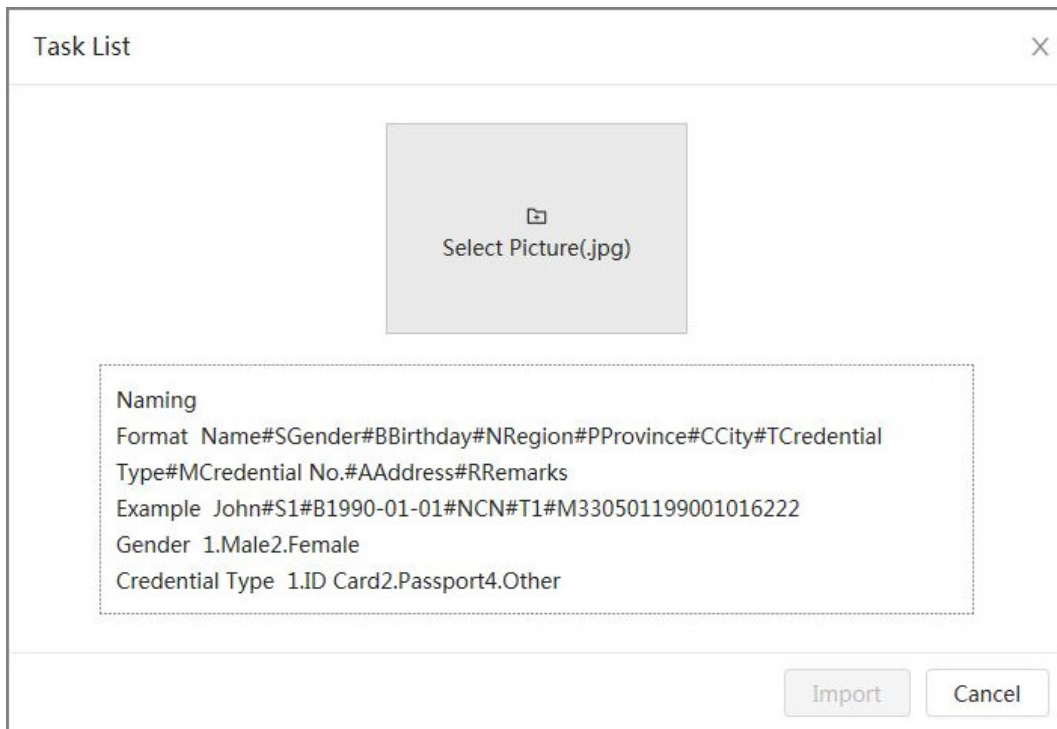 Task List
Select Picture(.jpg)
Naming
Format  Name#SGender#BBirthday#NRegion#PProvince#CCity#TCredential
Type#MCredential No.#AAddress#RRemarks
Example  John#S1#B1990-01-01#NCN#T1#M330501199001016222
Gender  1.Male2.Female
Credential Type  1.ID Card2.Passport4.Other
Import
Cancel